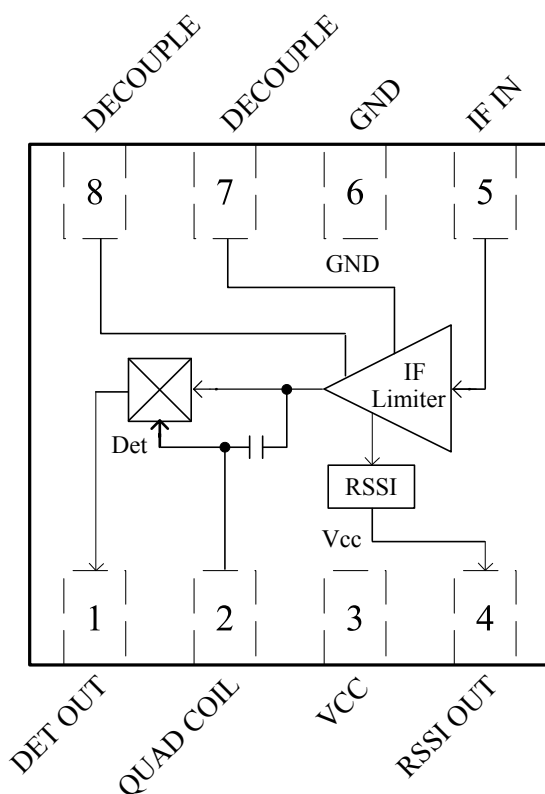 DECOUPLE
DECOUPLE
GND
IF IN
8
7
6
5
GND
IF
Limiter
Det
RSSI
Vcc
1
2
3
4
DET OUT
QUAD COIL
VCC
RSSI OUT